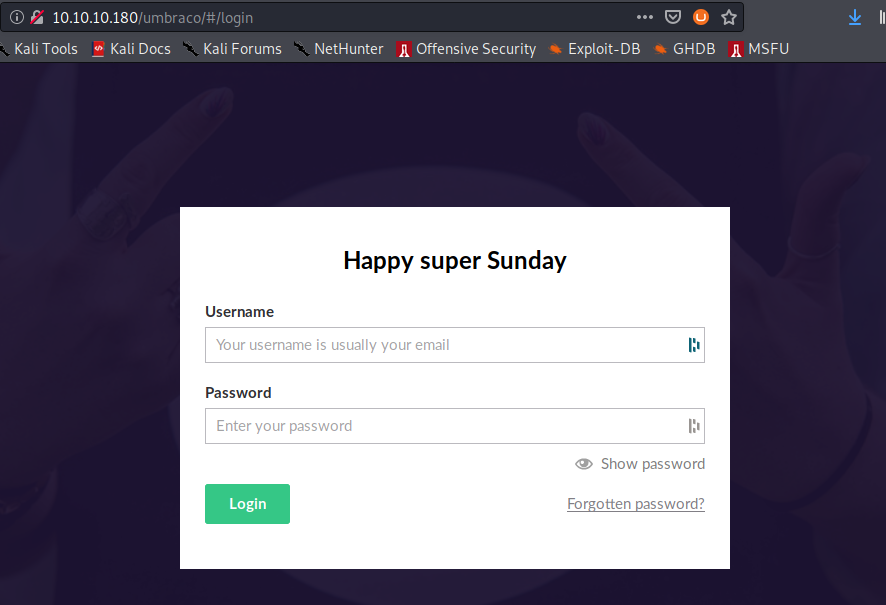 10.10.10.180/umbraco/#/login
Kali Tools Kali Docs Kali Forums NetHunter Offensive Security Exploit-DB GHDB MSFU
Happy super Sunday
Username
Your username is usually your email
Password
Enter your password
Show password
Login Forgotten password?